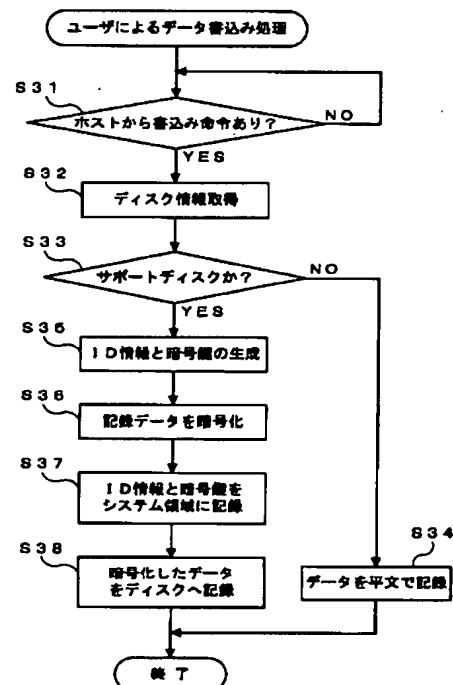 ユーザによるデータ書込み処理
S31
ホストから書込み命令あり?
NO
YES
S32
ディスク情報取得
S33
サポートディスクか?
NO
YES
S35
ID情報と暗号鍵の生成
S36
記録データを暗号化
S37
ID情報と暗号鍵を
システム領域に記録
S38
暗号化したデータ
をディスクへ記録
S34
データを平文で記録
終了